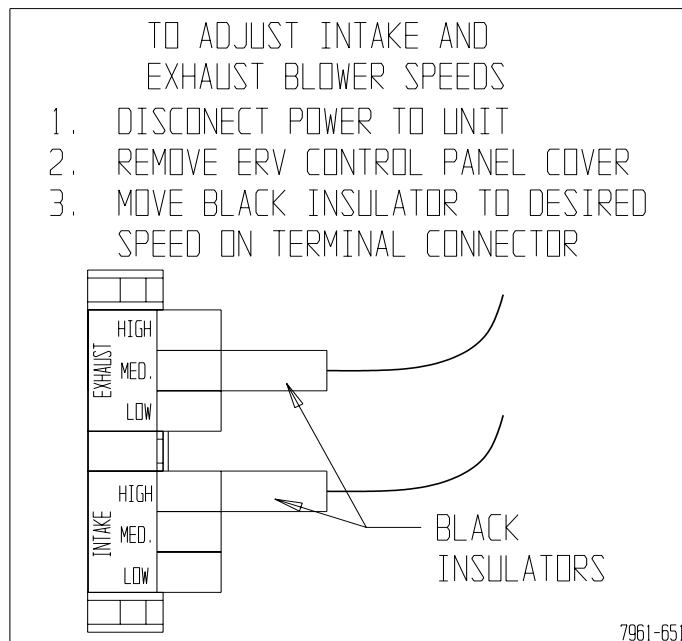 TO ADJUST INTAKE AND
EXHAUST BLOWER SPEEDS
1. DISCONECT POWER TO UNIT
2. REMOVE ERV CONTROL PANEL COVER
3. MOVE BLACK INSULATOR TO DESIRED
SPEED ON TERMINAL CONNECTOR
EXHAUST
HIGH
MED.
LOW
INTAKE
HIGH
MED.
LOW
BLACK
INSULATORS
7961-651